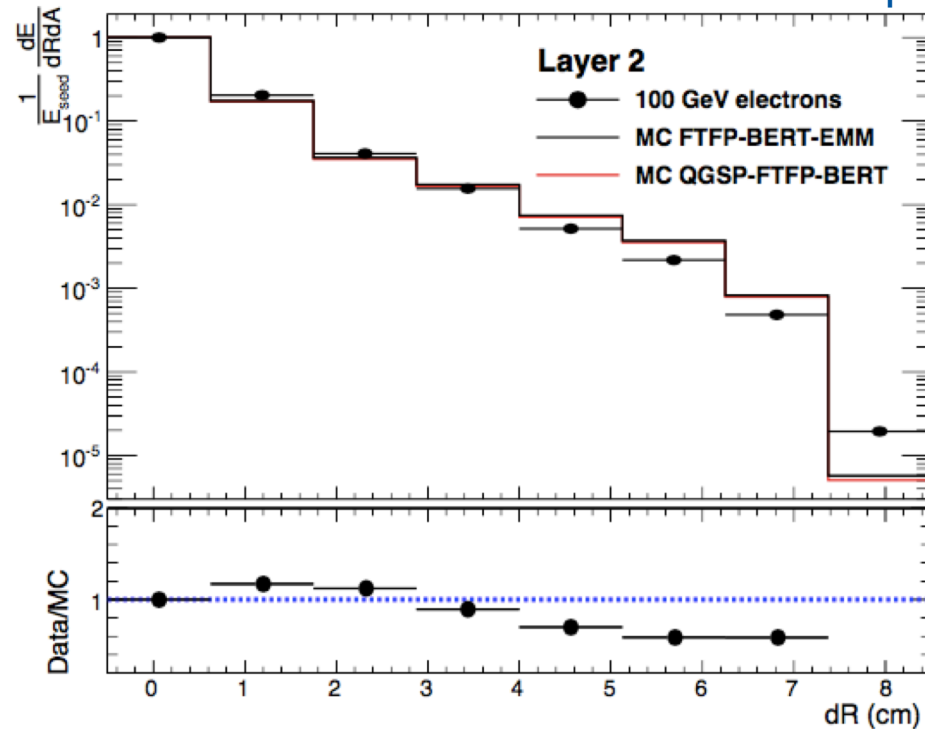 1/E_seed dE/dRdA
1
10^-1
10^-2
10^-3
10^-4
10^-5
Layer 2
100 GeV electrons
MC FTFP-BERT-EMM
MC QGSP-FTFP-BERT
Data/MC
2
1
0 1 2 3 4 5 6 7 8
dR (cm)